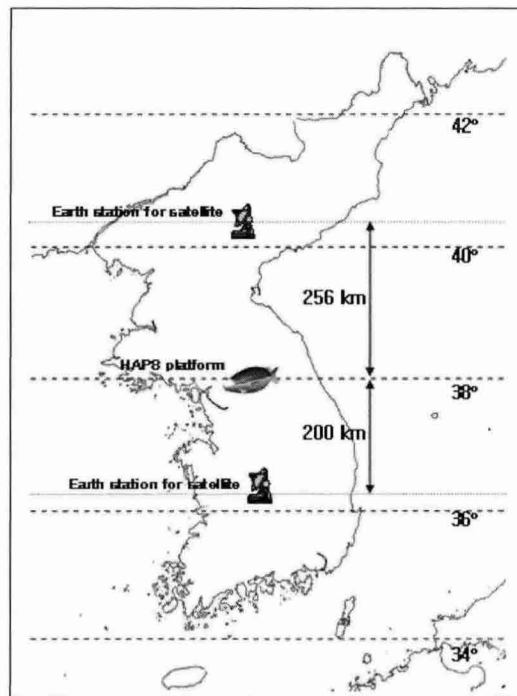 42°
Earth station for satellite
40°
256 km
HAPS platform
38°
200 km
Earth station for satellite
36°
34°